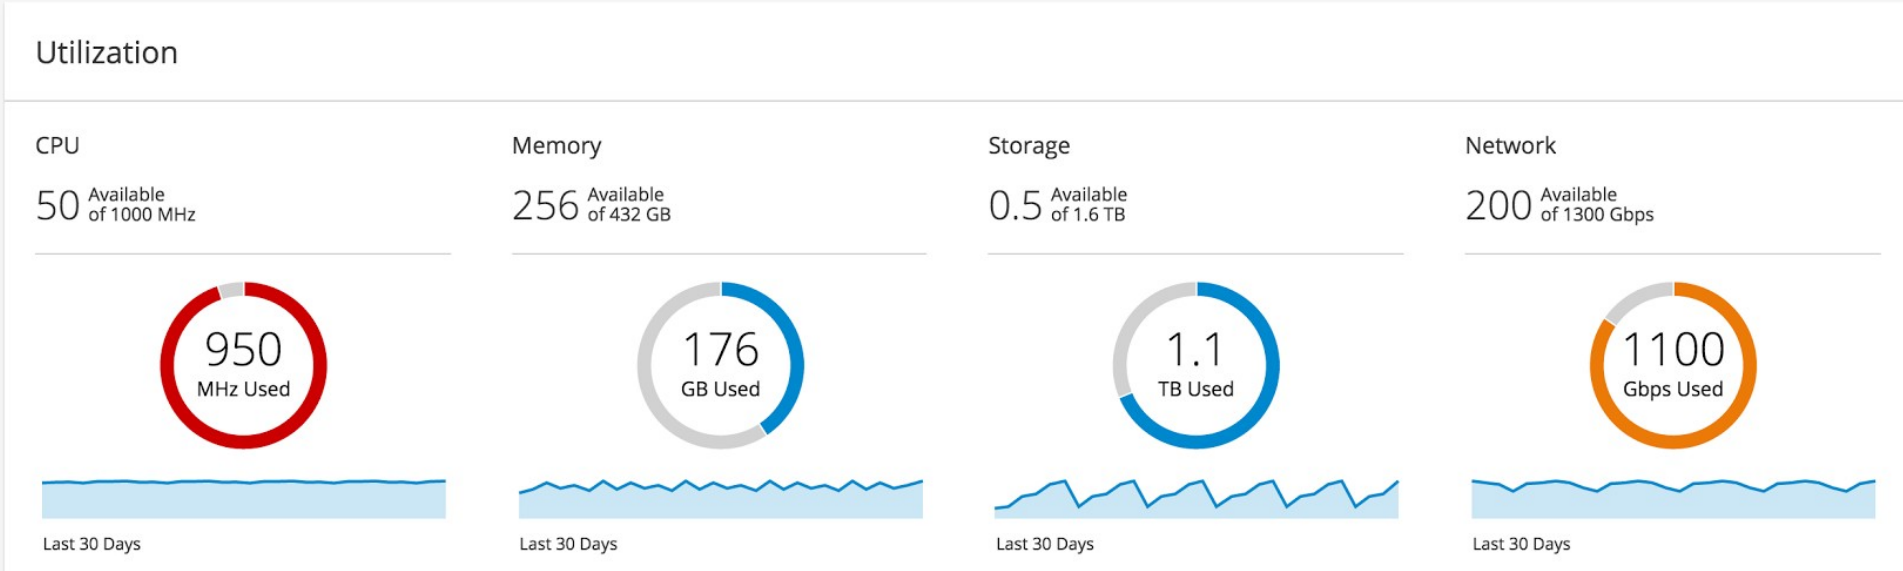 Utilization
CPU
50 Available
of 1000 MHz
950
MHz Used
Last 30 Days
Memory
256 Available
of 432 GB
176
GB Used
Last 30 Days
Storage
0.5 Available
of 1.6 TB
1.1
TB Used
Last 30 Days
Network
200 Available
of 1300 Gbps
1100
Gbps Used
Last 30 Days